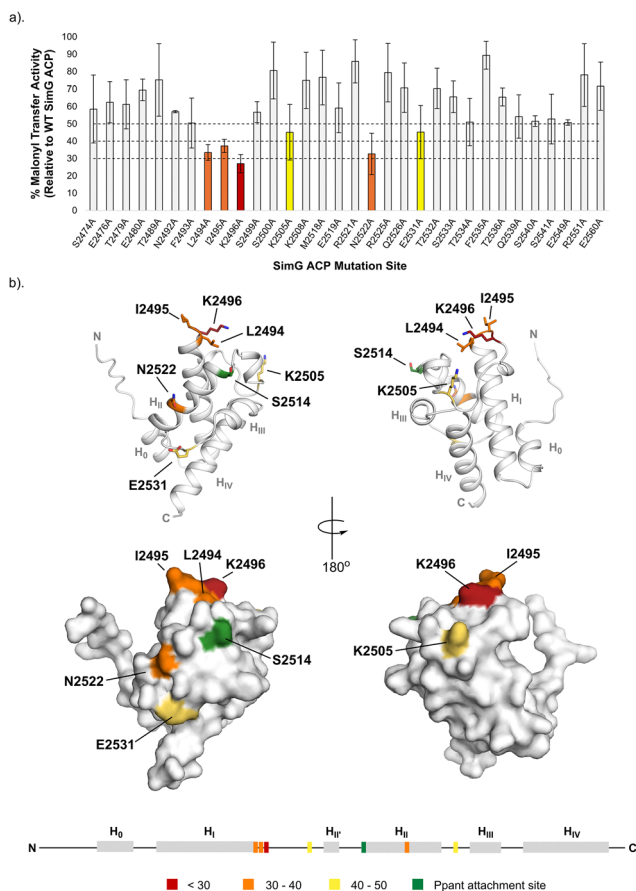 a).
% Malonyl Transfer Activity
(Relative to WT SimG ACP)
100
90
80
70
60
50
40
30
20
10
0
S2474A
E2476A
T2479A
E2480A
T2489A
N2492A
F2493A
L2494A
I2495A
K2496A
S2499A
S2500A
K2505A
K2508A
M2518A
E2519A
R2521A
N2522A
R2525A
Q2526A
E2531A
T2532A
S2533A
T2534A
F2535A
T2536A
Q2539A
S2540A
S2541A
E2549A
R2551A
E2560A
SimG ACP Mutation Site
b).
I2495
K2496
L2494
N
N2522
K2505
S2514
HII
HIII
H0
HIV
E2531
C
K2496
I2495
L2494
N
S2514
K2505
HI
HIII
H0
HIV
C
180º
I2495
L2494
K2496
S2514
N2522
E2531
K2496
I2495
K2505
H0
HI
HII'
HII
HIII
HIV
N
C
< 30
30 - 40
40 - 50
Ppant attachment site